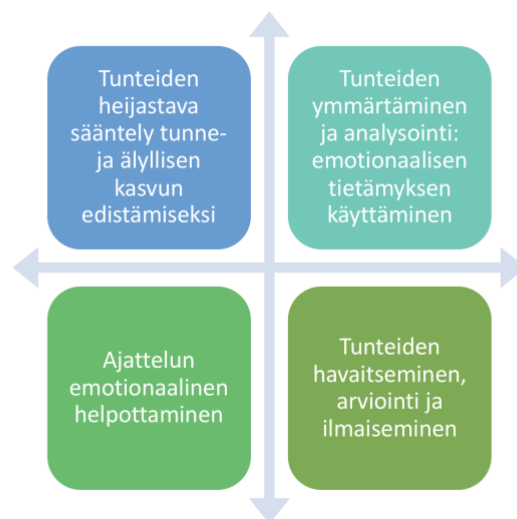 Tunteiden
heijastava
sääntely tunne-
ja älyllisen
kasvun
edistämiseksi
Tunteiden
ymmärtäminen
ja analysointi:
emotionaalisen
tietämyksen
käyttäminen
Ajattelun
emotionaalinen
helpottaminen
Tunteiden
havaitseminen,
arviointi ja
ilmaiseminen